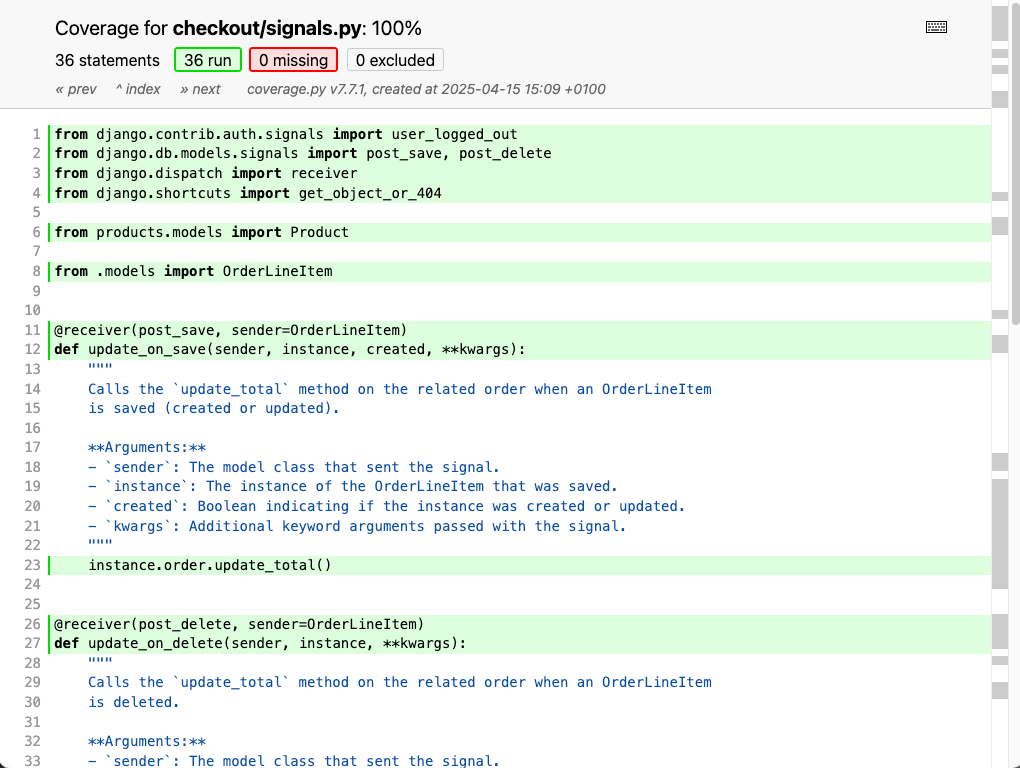 Coverage for checkout/signals.py: 100%
36 statements 36 run 0 missing 0 excluded
« prev ^ index » next coverage.py v7.7.1, created at 2025-04-15 15:09 +0100
1 from django.contrib.auth.signals import user_logged_out
2 from django.db.models.signals import post_save, post_delete
3 from django.dispatch import receiver
4 from django.shortcuts import get_object_or_404
5
6 from products.models import Product
7
8 from .models import OrderLineItem
9
10
11 @receiver(post_save, sender=OrderLineItem)
12 def update_on_save(sender, instance, created, **kwargs):
13 """
14 Calls the `update_total` method on the related order when an OrderLineItem
15 is saved (created or updated).
16
17 **Arguments:**
18 - `sender`: The model class that sent the signal.
19 - `instance`: The instance of the OrderLineItem that was saved.
20 - `created`: Boolean indicating if the instance was created or updated.
21 - `kwargs`: Additional keyword arguments passed with the signal.
22 """
23 instance.order.update_total()
24
25
26 @receiver(post_delete, sender=OrderLineItem)
27 def update_on_delete(sender, instance, **kwargs):
28 """
29 Calls the `update_total` method on the related order when an OrderLineItem
30 is deleted.
31
32 **Arguments:**
33 - `sender`: The model class that sent the signal.